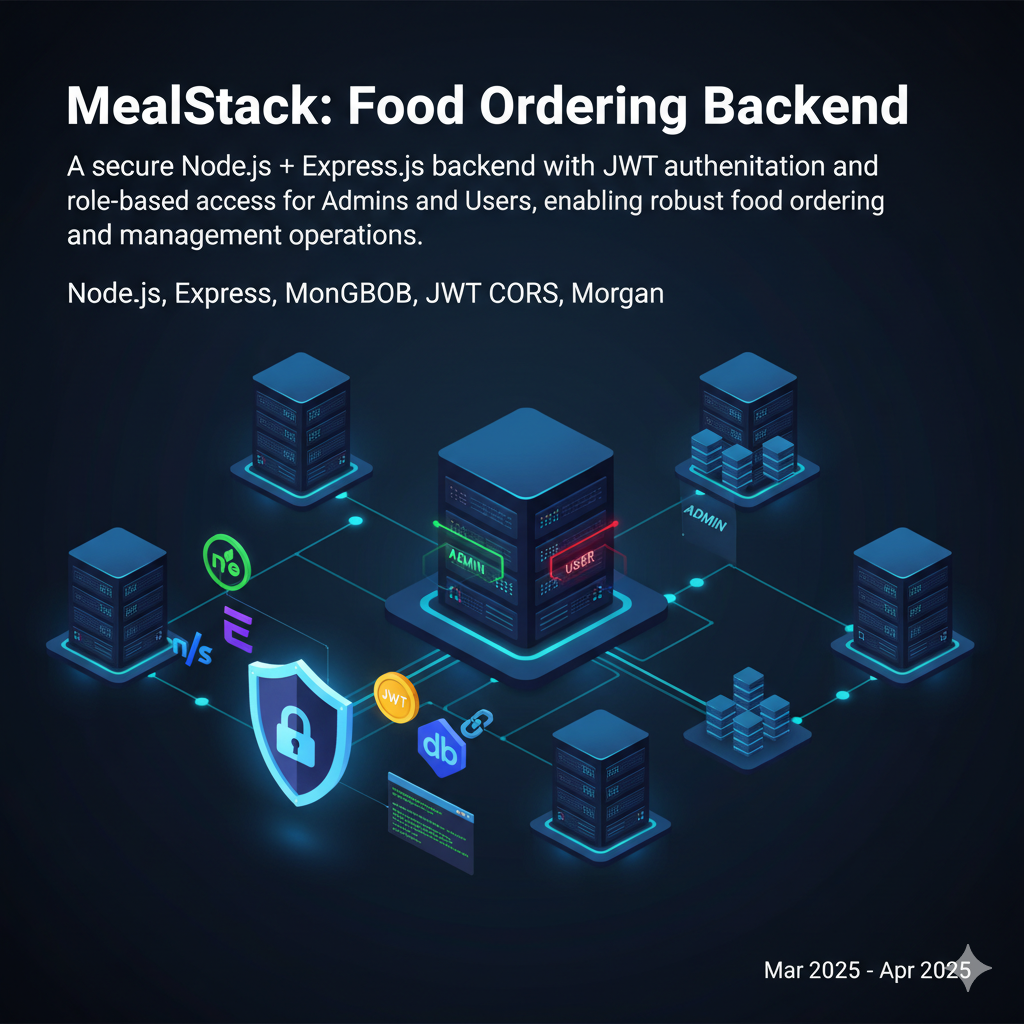 MealStack: Food Ordering Backend
A secure Node.js + Express.js backend with JWT authenitation and
role-based access for Admins and Users, enabling robust food ordering
and management operations.
Node.js, Express, MonGBOB, JWT CORS, Morgan
ADMIN
USER
ADMIN
n/s
JWT
db
Mar 2025 - Apr 2025